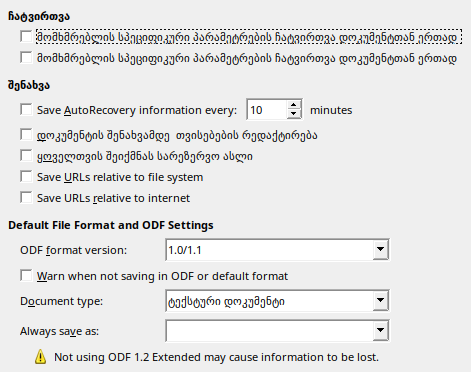 ჩატვირთვა
მომხმრებლის სპეციფიკური პარამეტრების ჩატვირთვა დოკუმენტთან ერთად
მომხმრებლის სპეციფიკური პარამეტრების ჩატვირთვა დოკუმენტთან ერთად
შენახვა
Save AutoRecovery information every: 10 minutes
დოკუმენტის შენახვამდე თვისებების რედაქტირება
ყოველთვის შეიქმნას სარეზერვო ასლი
Save URLs relative to file system
Save URLs relative to internet
Default File Format and ODF Settings
ODF format version: 1.0/1.1
Warn when not saving in ODF or default format
Document type: ტექსტური დოკუმენტი
Always save as:
Not using ODF 1.2 Extended may cause information to be lost.